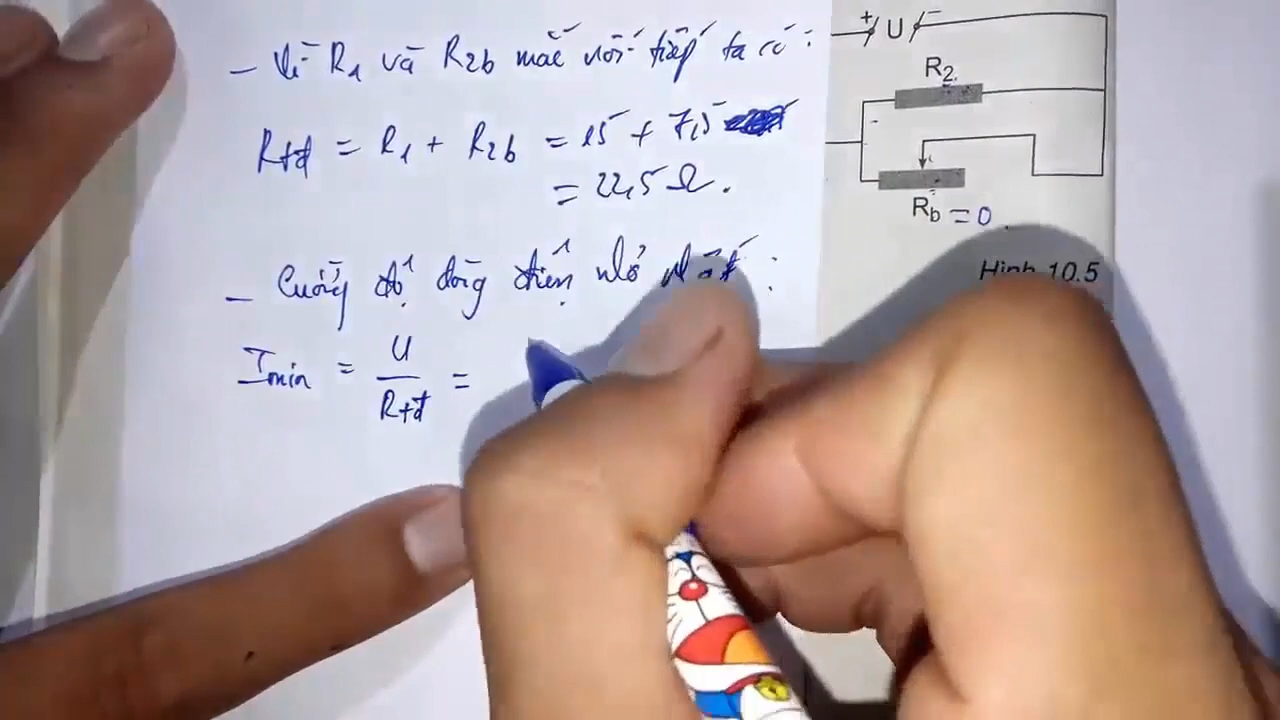 - Vì R1 và R2b mắc nối tiếp ta có:
Rtđ = R1 + R2b = 15 + 7,5
= 22,5 Ω.
- Cường độ dòng điện nhỏ nhất:
Imin = U / Rtđ =
+ U -
R2
Rb = 0
Hình 10.5